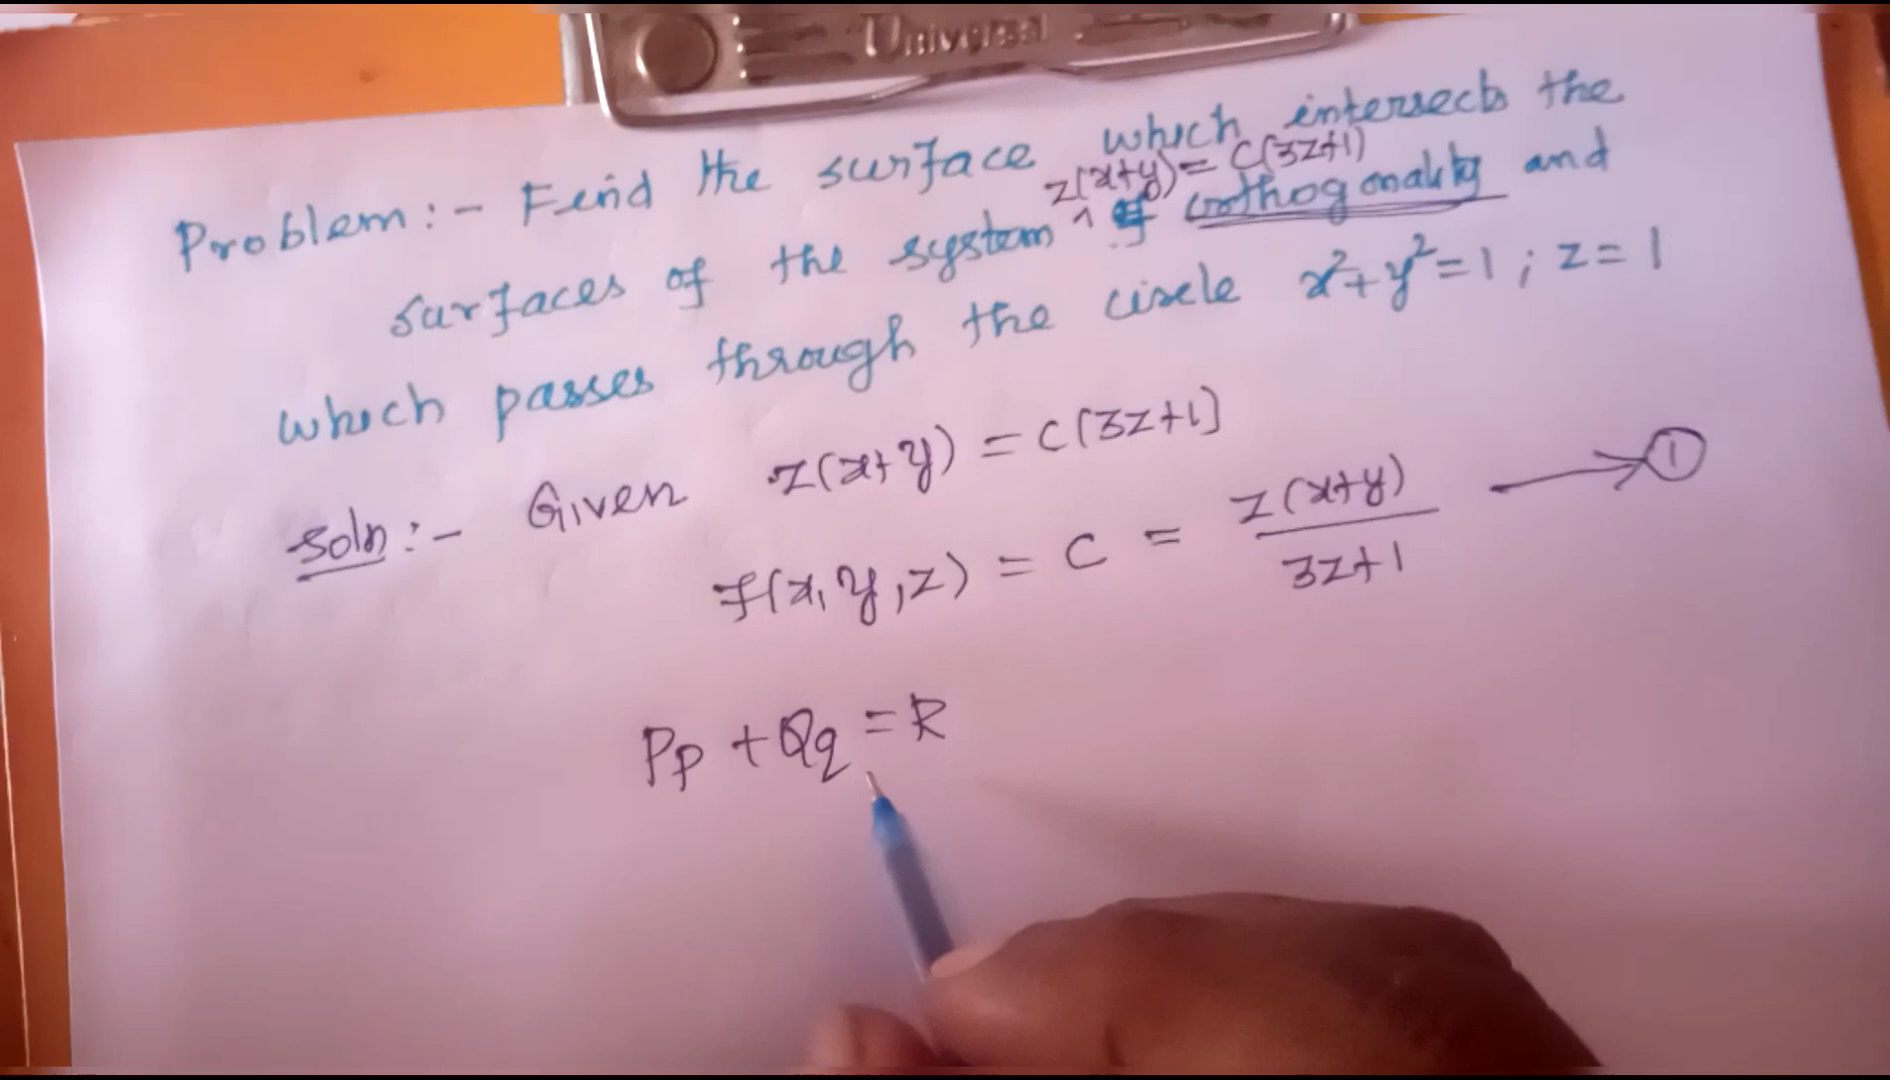 Universal
Problem:- Find the surface which intersects the
z(x+y)= C(3z+1)
surfaces of the system ^ of orthogonality and
which passes through the circle x²+y²=1; z=1
Soln:- Given z(x+y) = C(3z+1)
f(x,y,z) = C = z(x+y)/3z+1 → ①
Pp + Qq = R